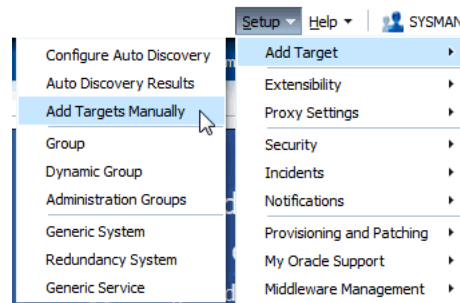 Setup Help SYSMAN
Add Target
Extensibility
Proxy Settings
Security
Incidents
Notifications
Provisioning and Patching
My Oracle Support
Middleware Management
Configure Auto Discovery
Auto Discovery Results
Add Targets Manually
Group
Dynamic Group
Administration Groups
Generic System
Redundancy System
Generic Service